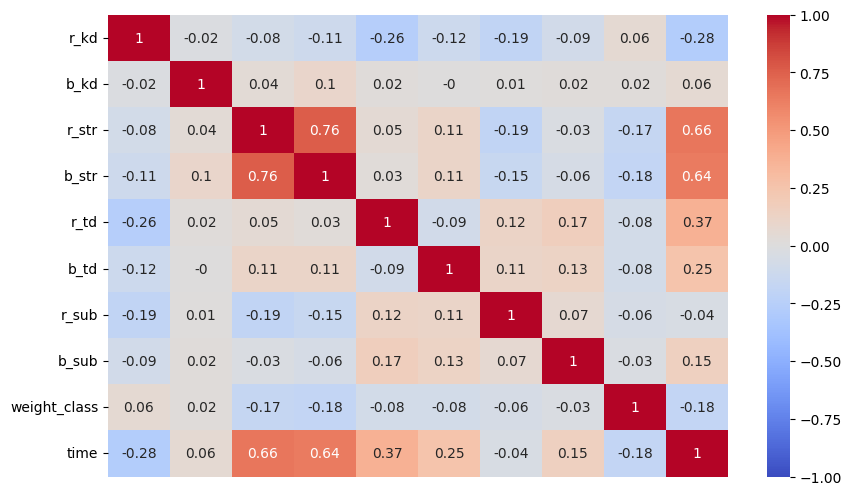 r_kd 1 -0.02 -0.08 -0.11 -0.26 -0.12 -0.19 -0.09 0.06 -0.28
b_kd -0.02 1 0.04 0.1 0.02 -0 0.01 0.02 0.02 0.06
r_str -0.08 0.04 1 0.76 0.05 0.11 -0.19 -0.03 -0.17 0.66
b_str -0.11 0.1 0.76 1 0.03 0.11 -0.15 -0.06 -0.18 0.64
r_td -0.26 0.02 0.05 0.03 1 -0.09 0.12 0.17 -0.08 0.37
b_td -0.12 -0 0.11 0.11 -0.09 1 0.11 0.13 -0.08 0.25
r_sub -0.19 0.01 -0.19 -0.15 0.12 0.11 1 0.07 -0.06 -0.04
b_sub -0.09 0.02 -0.03 -0.06 0.17 0.13 0.07 1 -0.03 0.15
weight_class 0.06 0.02 -0.17 -0.18 -0.08 -0.08 -0.06 -0.03 1 -0.18
time -0.28 0.06 0.66 0.64 0.37 0.25 -0.04 0.15 -0.18 1
1.00
0.75
0.50
0.25
0.00
-0.25
-0.50
-0.75
-1.00